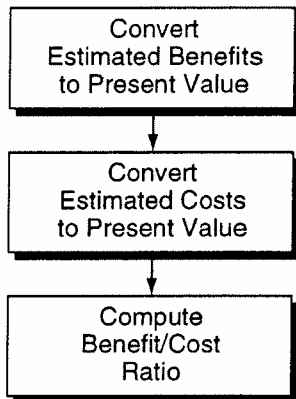 Convert
Estimated Benefits
to Present Value
Convert
Estimated Costs
to Present Value
Compute
Benefit/Cost
Ratio